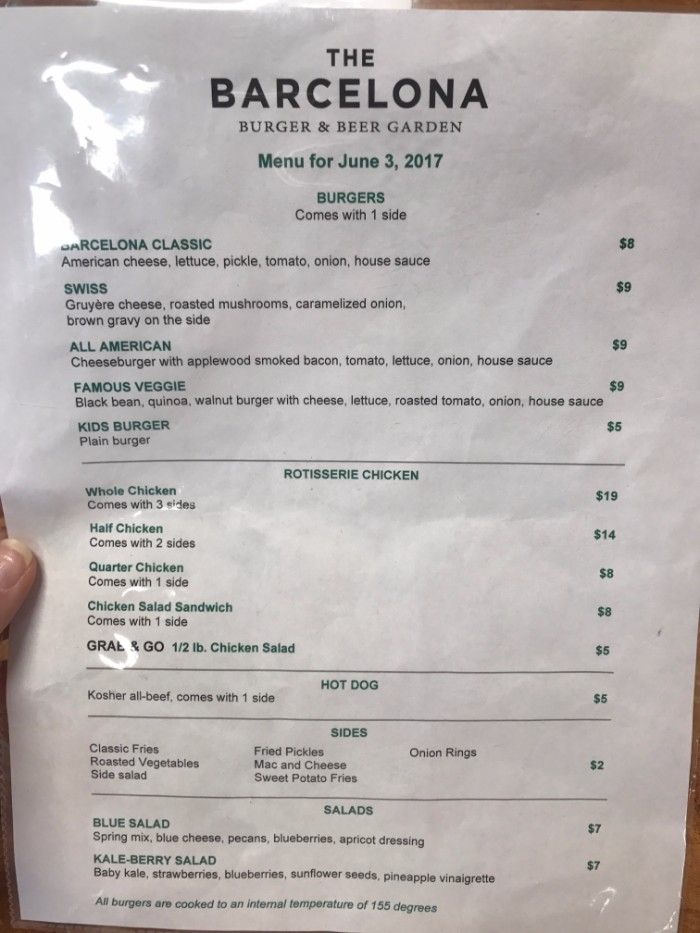 THE
BARCELONA
BURGER & BEER GARDEN
Menu for June 3, 2017
BURGERS
Comes with 1 side
BARCELONA CLASSIC $8
American cheese, lettuce, pickle, tomato, onion, house sauce
SWISS $9
Gruyère cheese, roasted mushrooms, caramelized onion,
brown gravy on the side
ALL AMERICAN $9
Cheeseburger with applewood smoked bacon, tomato, lettuce, onion, house sauce
FAMOUS VEGGIE $9
Black bean, quinoa, walnut burger with cheese, lettuce, roasted tomato, onion, house sauce
KIDS BURGER $5
Plain burger
ROTISSERIE CHICKEN
Whole Chicken $19
Comes with 3 sides
Half Chicken $14
Comes with 2 sides
Quarter Chicken $8
Comes with 1 side
Chicken Salad Sandwich $8
Comes with 1 side
GRAB & GO 1/2 lb. Chicken Salad $5
HOT DOG
Kosher all-beef, comes with 1 side $5
SIDES
Classic Fries Fried Pickles Onion Rings
Roasted Vegetables Mac and Cheese $2
Side salad Sweet Potato Fries
SALADS
BLUE SALAD $7
Spring mix, blue cheese, pecans, blueberries, apricot dressing
KALE-BERRY SALAD $7
Baby kale, strawberries, blueberries, sunflower seeds, pineapple vinaigrette
All burgers are cooked to an internal temperature of 155 degrees